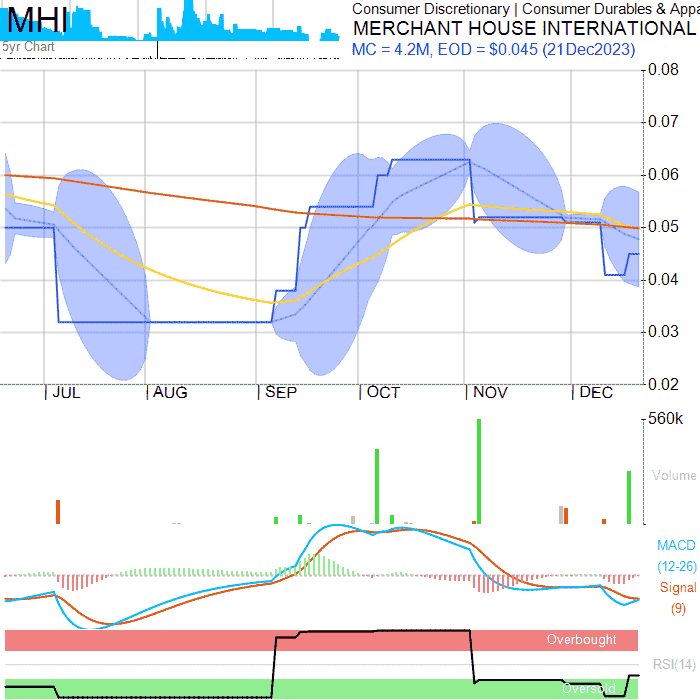 MHI
5yr Chart
Consumer Discretionary | Consumer Durables & Appa
MERCHANT HOUSE INTERNATIONAL
MC = 4.2M, EOD = $0.045 (21Dec2023)
0.08
0.07
0.06
0.05
0.04
0.03
0.02
JUL AUG SEP OCT NOV DEC
560k
Volume
MACD
(12-26)
Signal
(9)
Overbought
RSI(14)
Oversold